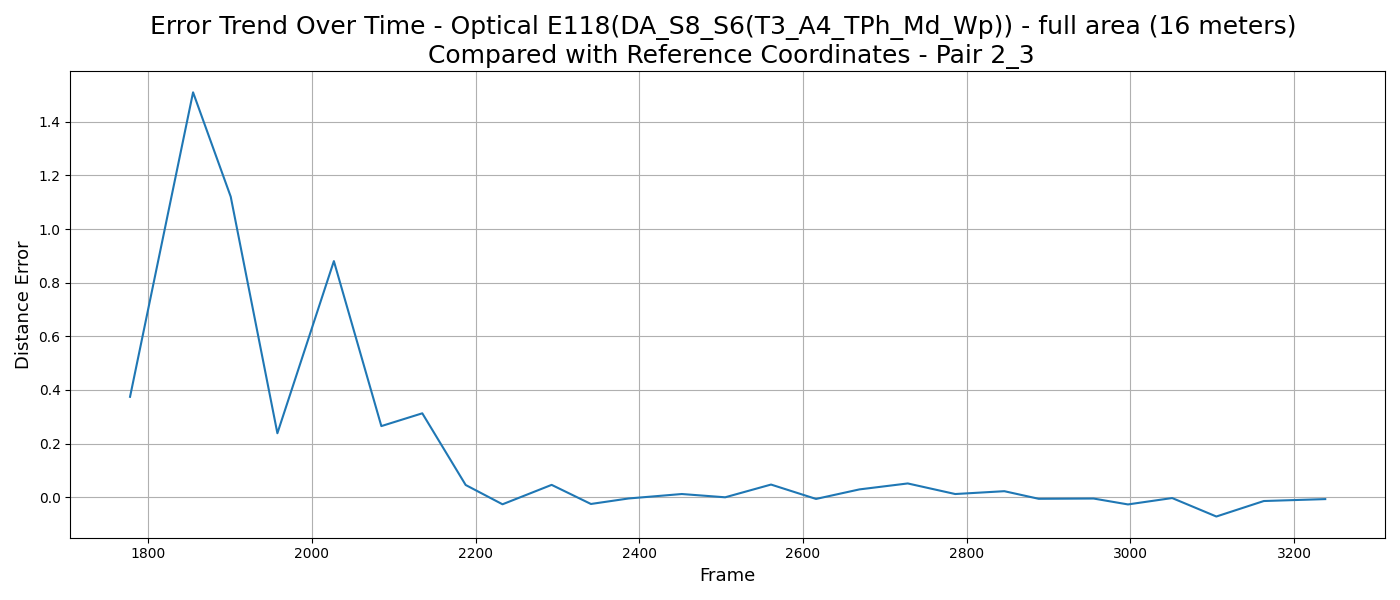 Error Trend Over Time - Optical E118(DA_S8_S6(T3_A4_TPh_Md_Wp)) - full area (16 meters)
Compared with Reference Coordinates - Pair 2_3
Distance Error
1.4
1.2
1.0
0.8
0.6
0.4
0.2
0.0
1800 2000 2200 2400 2600 2800 3000 3200
Frame